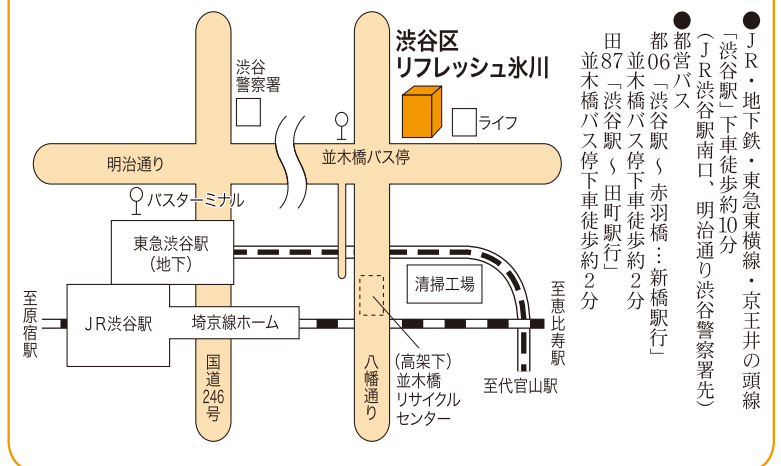 ●JR・地下鉄・東急東横線・京王井の頭線
「渋谷駅」下車徒歩約10分
(JR渋谷駅南口、明治通り渋谷警察署先)
●都営バス
都06「渋谷駅～赤羽橋…新橋駅行」
並木橋バス停下車徒歩約2分
田87「渋谷駅～田町駅行」
並木橋バス停下車徒歩約2分
渋谷区
リフレッシュ氷川
渋谷
警察署
ライフ
明治通り
並木橋バス停
バスターミナル
東急渋谷駅
(地下)
清掃工場
至原宿駅
JR渋谷駅
埼京線ホーム
至恵比寿駅
国道246号
八幡通り
(高架下)
並木橋
リサイクル
センター
至代官山駅